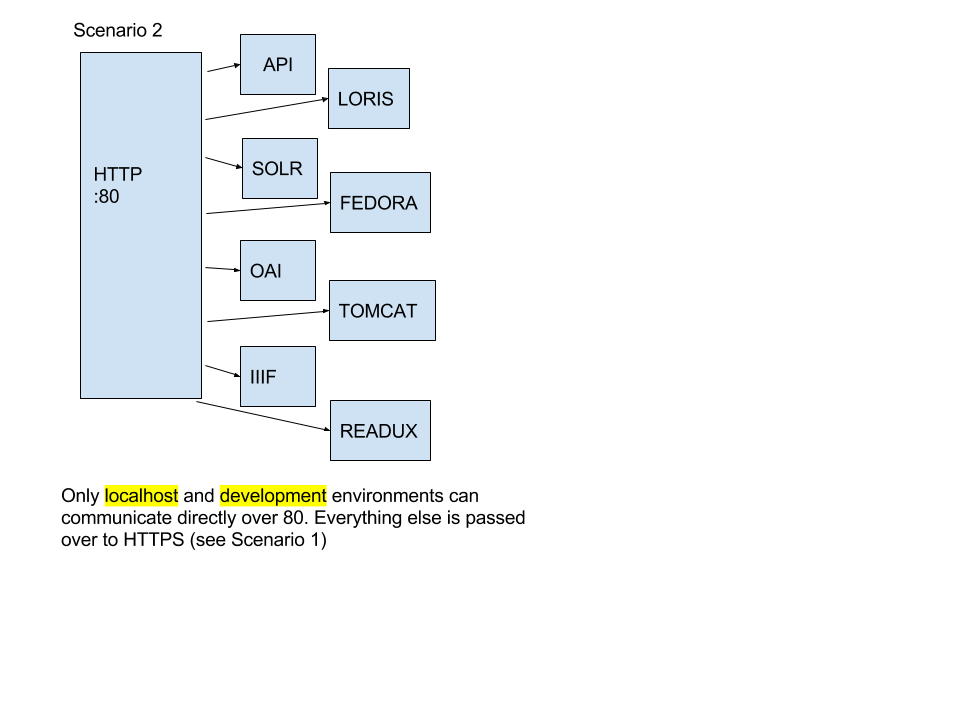 Scenario 2
API
LORIS
HTTP
:80
SOLR
FEDORA
OAI
TOMCAT
IIIF
READUX
Only localhost and development environments can
communicate directly over 80. Everything else is passed
over to HTTPS (see Scenario 1)